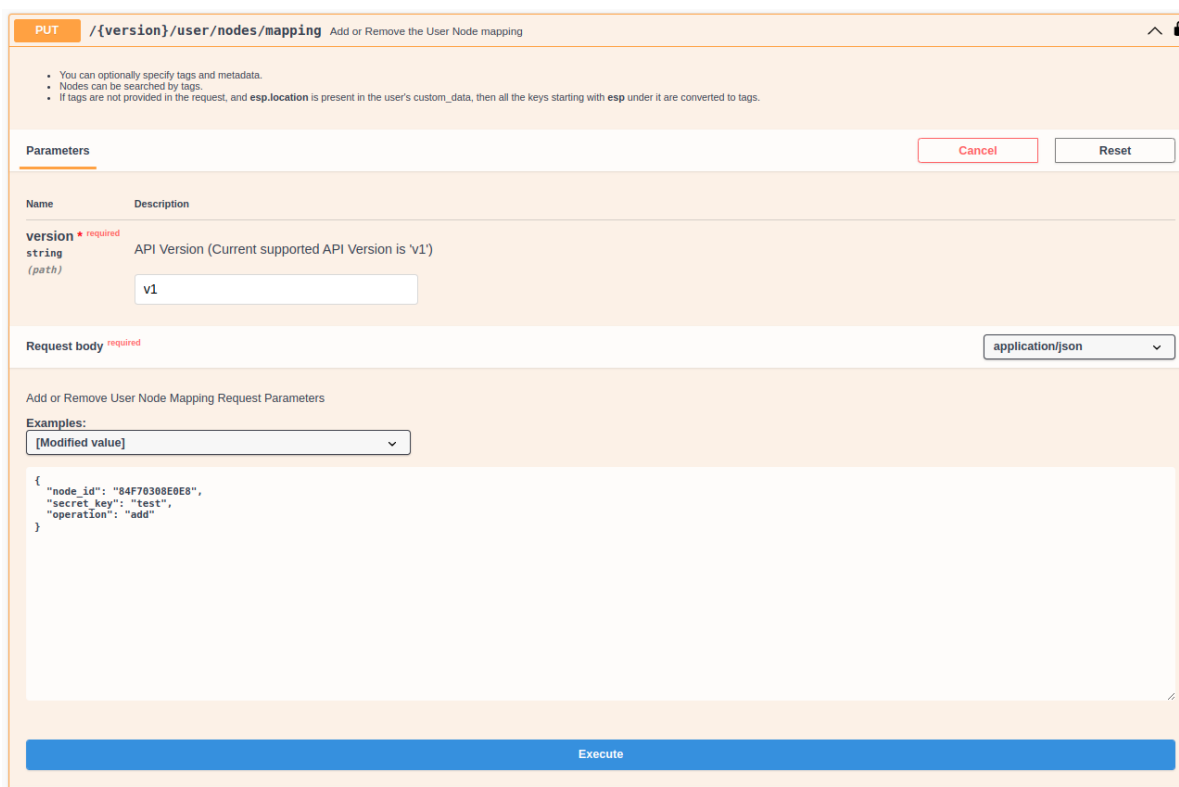 PUT /{version}/user/nodes/mapping Add or Remove the User Node mapping
• You can optionally specify tags and metadata.
• Nodes can be searched by tags.
• If tags are not provided in the request, and esp.location is present in the user's custom_data, then all the keys starting with esp under it are converted to tags.
Parameters Cancel Reset
Name Description
version * required
string
(path)
API Version (Current supported API Version is 'v1')
v1
Request body required application/json
Add or Remove User Node Mapping Request Parameters
Examples:
[Modified value]
{
"node_id": "84F70308E0E8",
"secret_key": "test",
"operation": "add"
}
Execute